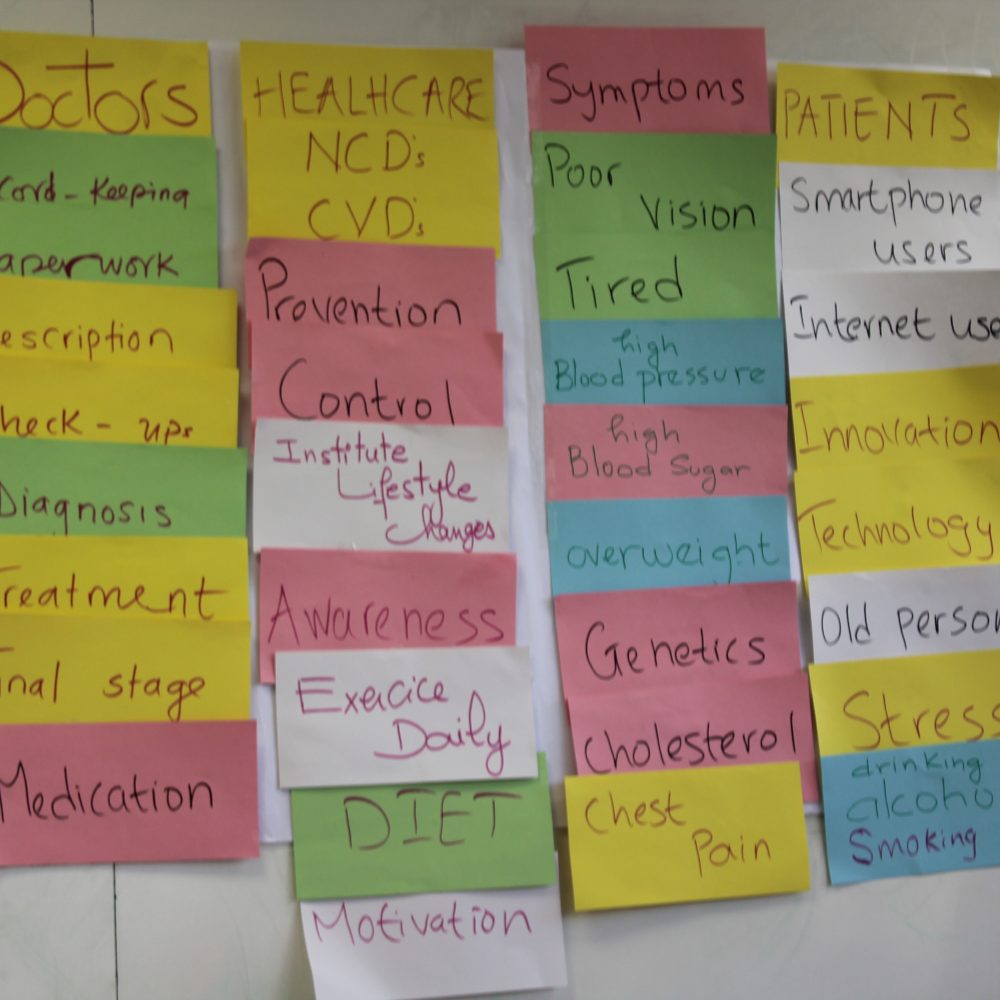 Doctors
cord - Keeping
aperwork
escription
heck - ups
Diagnosis
Treatment
inal stage
Medication
HEALHCARE
NCDs
CVDs
Provention
Control
Institute
Lifestyle
Changes
Awareness
Exercice
Daily
DIET
Motivation
Symptoms
Poor
Vision
Tired
high
Blood pressure
high
Blood Sugar
overweight
Genetics
Cholesterol
Chest
Pain
PATIENTS
Smartphone
users
Internet use
Innovation
Technology
Old person
Stress
drinking
alcoho
Smoking